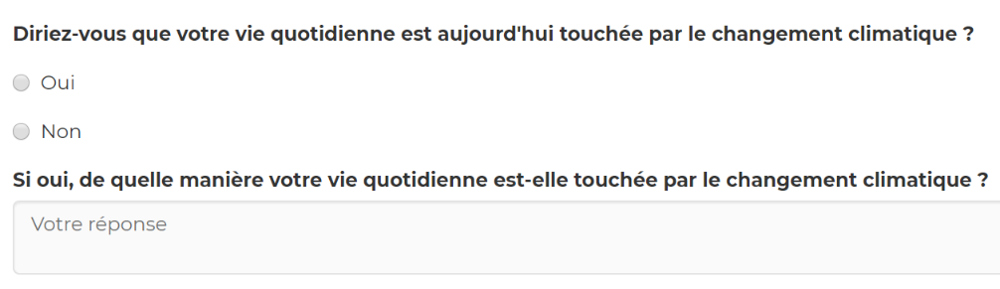 Diriez-vous que votre vie quotidienne est aujourd'hui touchée par le changement climatique ?
Oui
Non
Si oui, de quelle manière votre vie quotidienne est-elle touchée par le changement climatique ?
Votre réponse